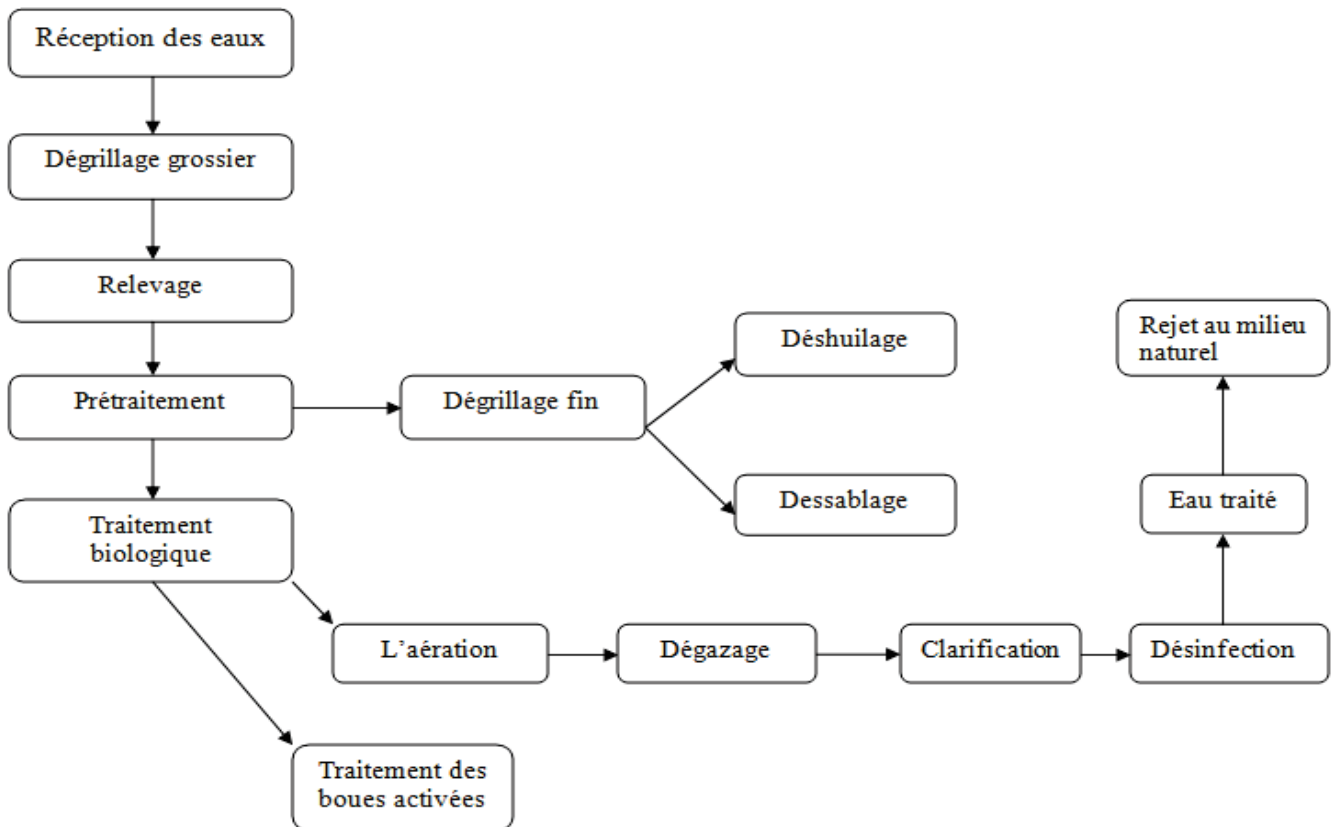 Réception des eaux
Dégrillage grossier
Relevage
Prétraitement
Dégrillage fin
Déshuilage
Dessablage
Traitement
biologique
L'aération
Dégazage
Clarification
Désinfection
Eau traité
Rejet au milieu
naturel
Traitement des
boues activées